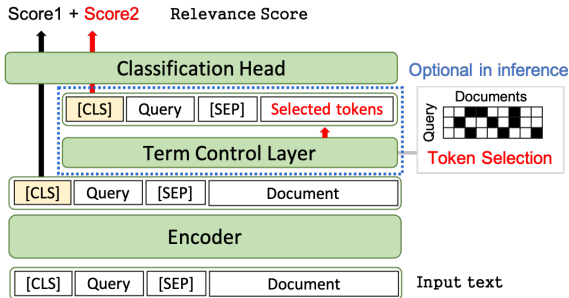 Score1 + Score2 Relevance Score
Classification Head
Optional in inference
[CLS] Query [SEP] Selected tokens
Documents
Query
Term Control Layer
Token Selection
[CLS] Query [SEP] Document
Encoder
[CLS] Query [SEP] Document Input text